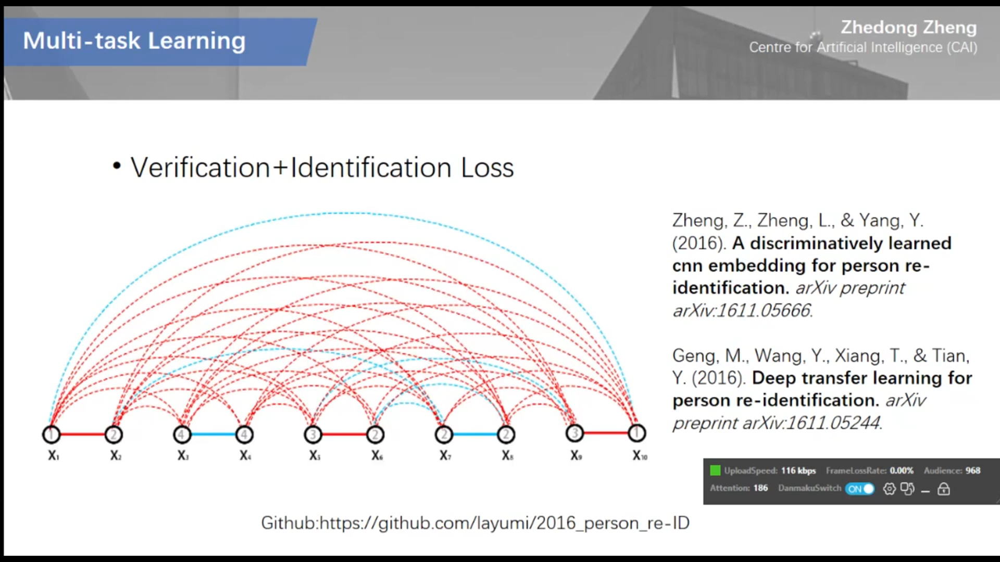 Multi-task Learning
Zhedong Zheng
Centre for Artificial Intelligence (CAI)
• Verification+Identification Loss
Zheng, Z., Zheng, L., & Yang, Y.
(2016). A discriminatively learned
cnn embedding for person re-
identification. arXiv preprint
arXiv:1611.05666.
Geng, M., Wang, Y., Xiang, T., & Tian,
Y. (2016). Deep transfer learning for
person re-identification. arXiv
preprint arXiv:1611.05244.
1 2 4 4 3 2 2 2 3 1
X₁ X₂ X₃ X₄ X₅ X₆ X₇ X₈ X₉ X₁₀
UploadSpeed: 116 kbps FrameLossRate: 0.00% Audience: 968
Attention: 186 DanmakuSwitch ON
Github:https://github.com/layumi/2016_person_re-ID